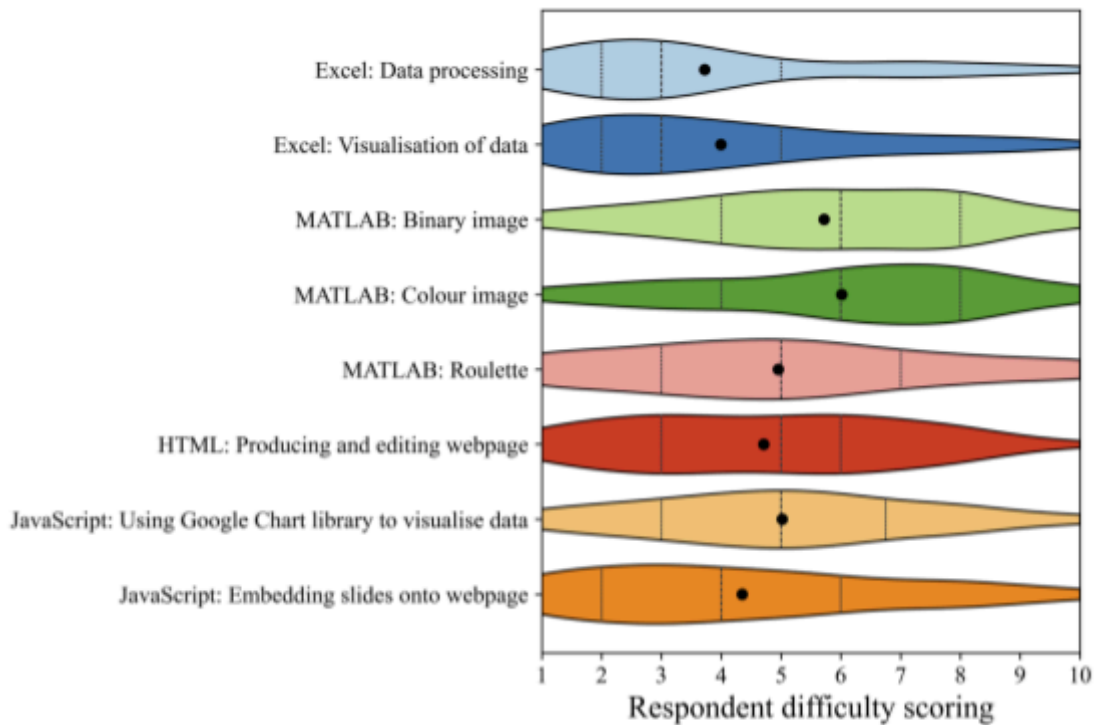 Excel: Data processing
Excel: Visualisation of data
MATLAB: Binary image
MATLAB: Colour image
MATLAB: Roulette
HTML: Producing and editing webpage
JavaScript: Using Google Chart library to visualise data
JavaScript: Embedding slides onto webpage
1 2 3 4 5 6 7 8 9 10
Respondent difficulty scoring